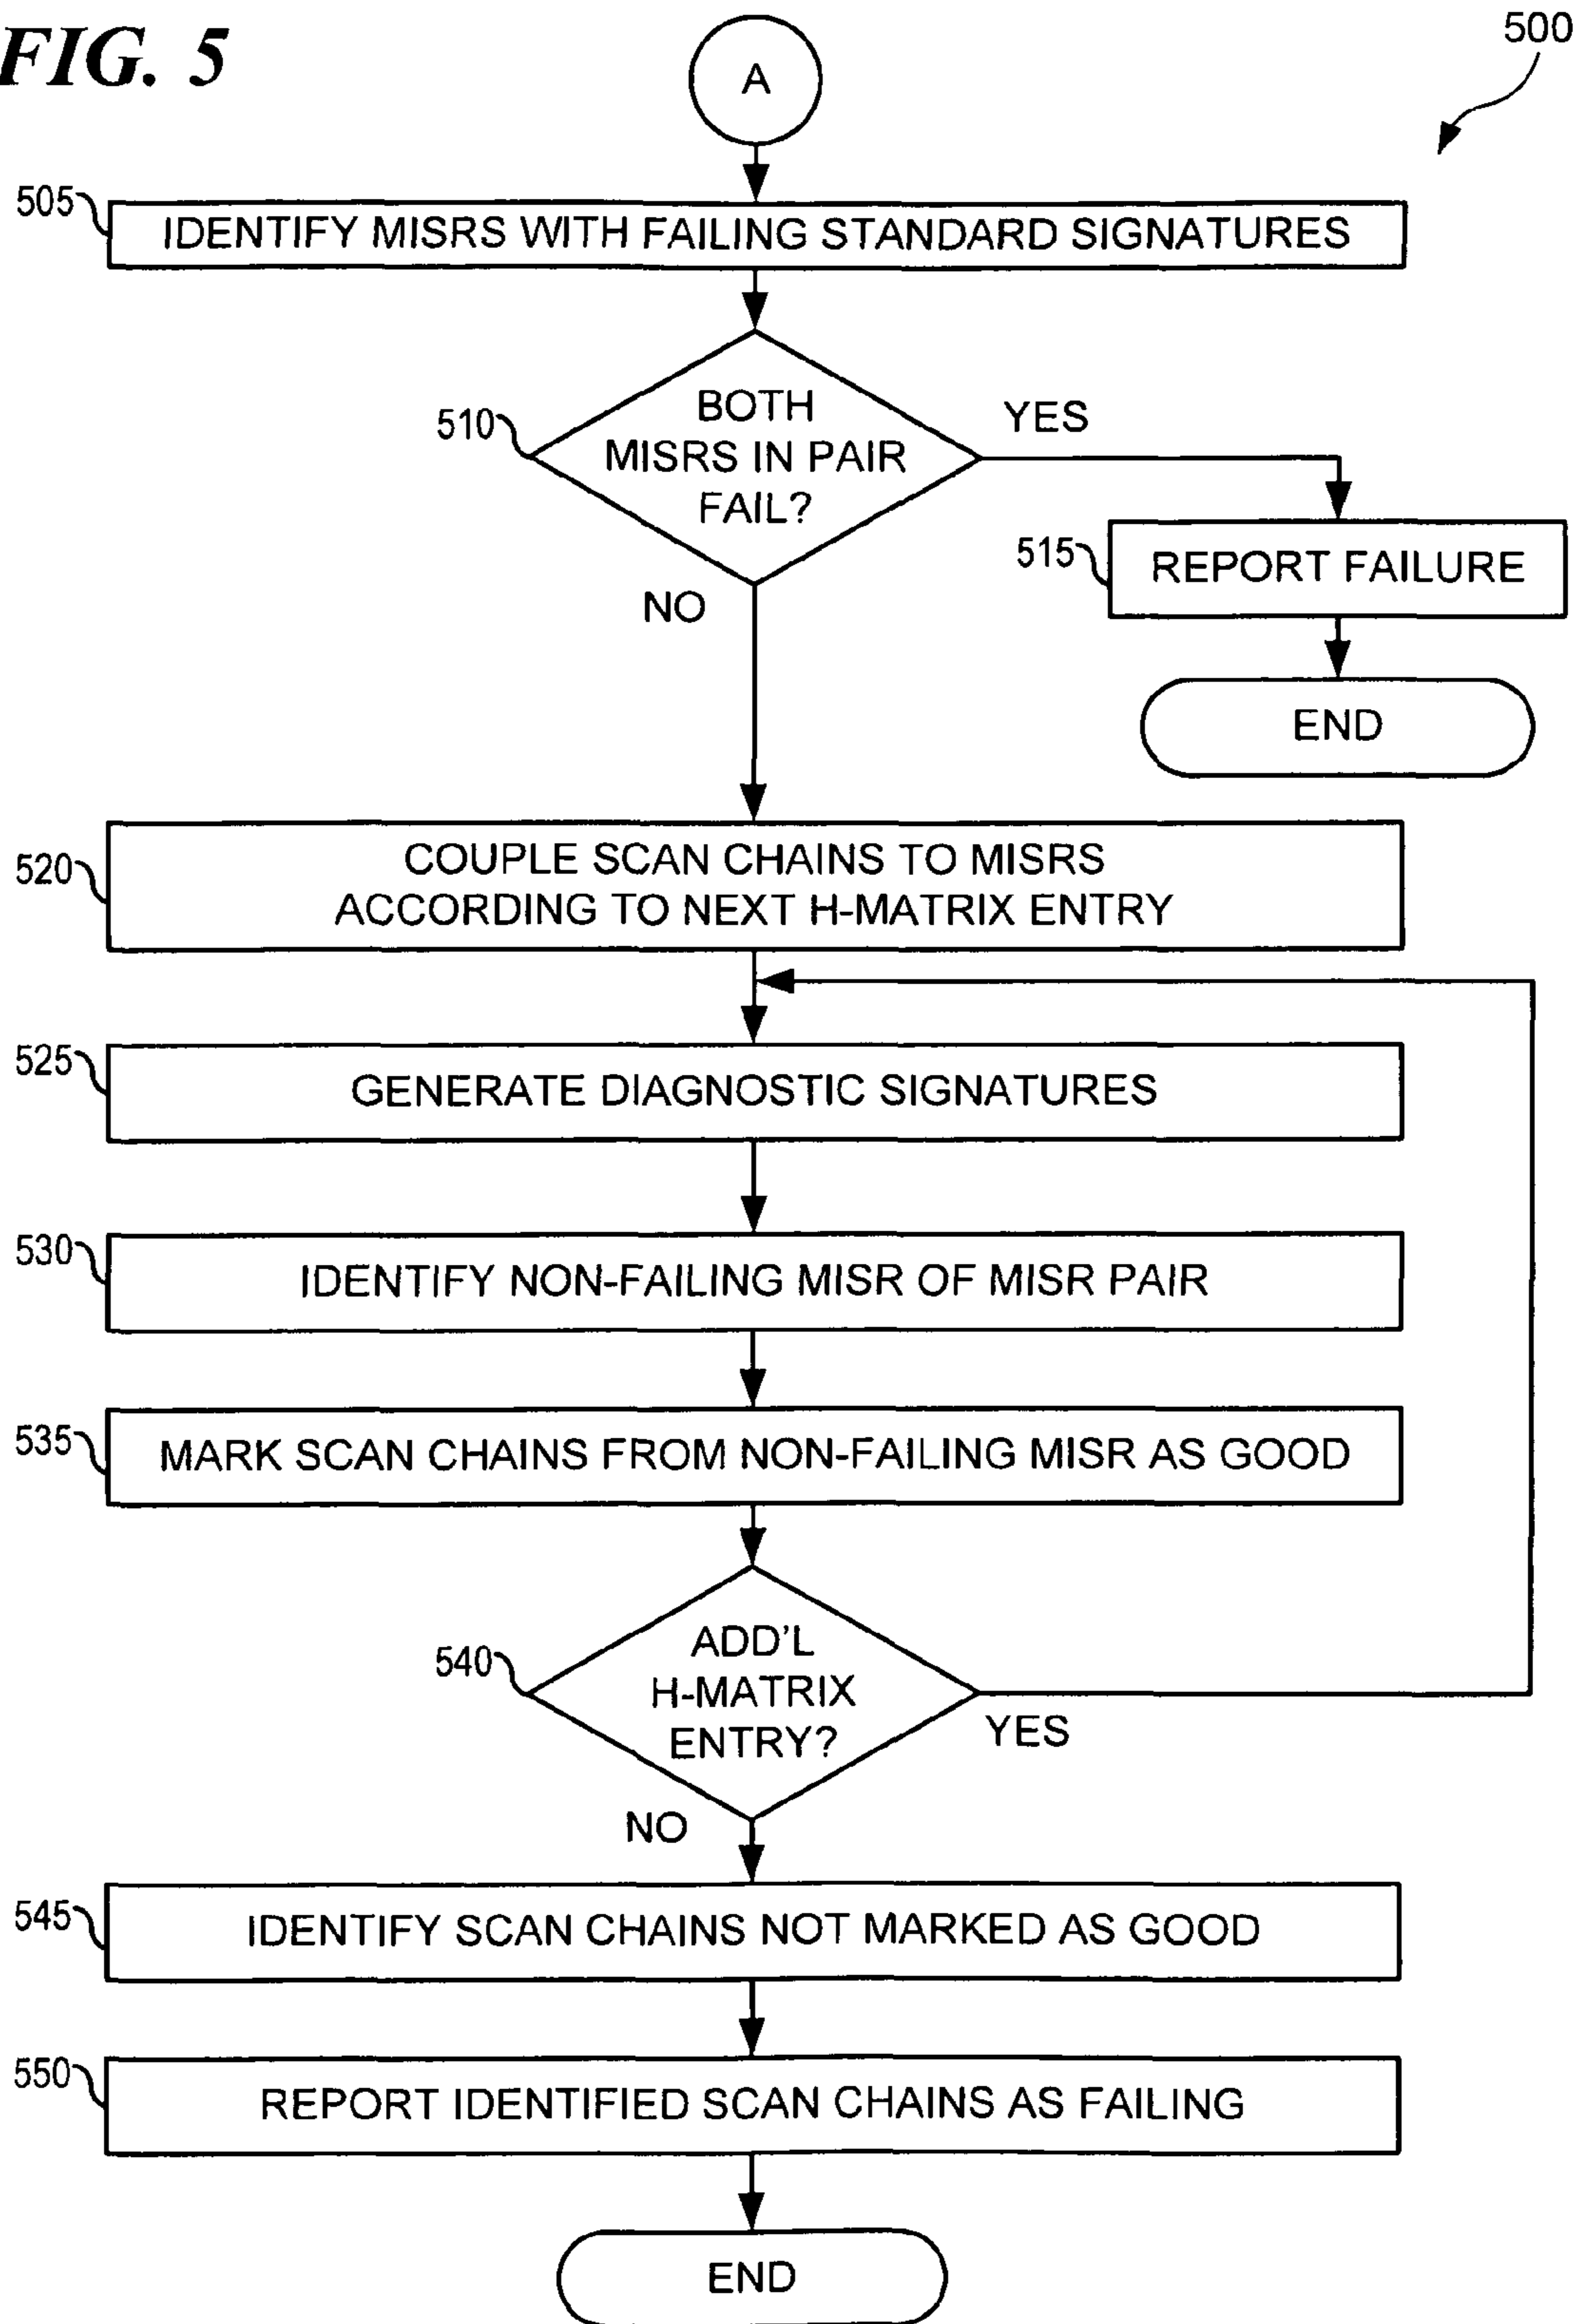 FIG. 5
500
A
505
IDENTIFY MISRS WITH FAILING STANDARD SIGNATURES
510
BOTH
MISRS IN PAIR
FAIL?
YES
NO
515
REPORT FAILURE
END
520
COUPLE SCAN CHAINS TO MISRS
ACCORDING TO NEXT H-MATRIX ENTRY
525
GENERATE DIAGNOSTIC SIGNATURES
530
IDENTIFY NON-FAILING MISR OF MISR PAIR
535
MARK SCAN CHAINS FROM NON-FAILING MISR AS GOOD
540
ADD'L
H-MATRIX
ENTRY?
YES
NO
545
IDENTIFY SCAN CHAINS NOT MARKED AS GOOD
550
REPORT IDENTIFIED SCAN CHAINS AS FAILING
END